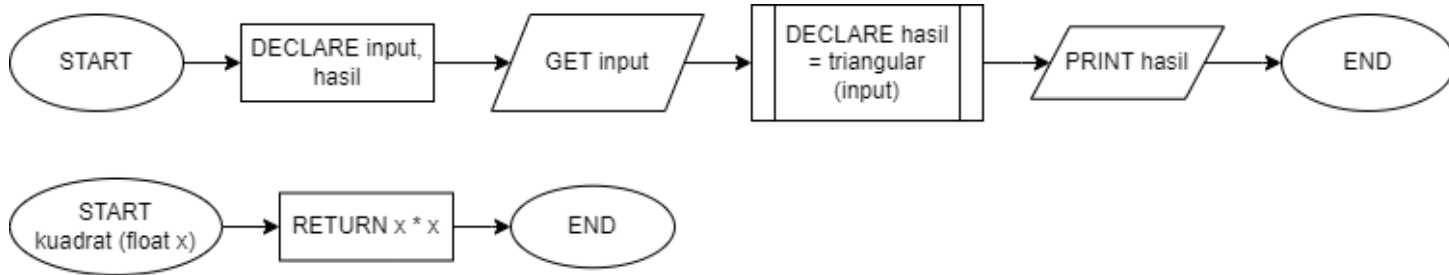 START
DECLARE input,
hasil
GET input
DECLARE hasil
= triangular
(input)
PRINT hasil
END
START
kuadrat (float x)
RETURN x * x
END